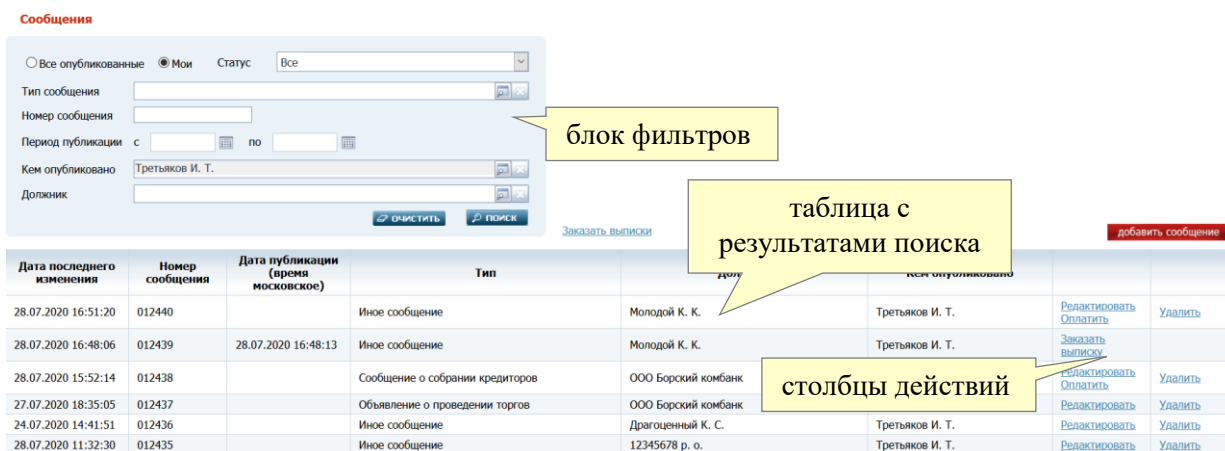 Сообщения
Все опубликованные Мои Статус Все
Тип сообщения
Номер сообщения
блок фильтров
Период публикации с по
Кем опубликовано Третьяков И. Т.
Должник
очистить поиск
таблица с
результатами поиска
Заказать выписки
добавить сообщение
Дата последнего
изменения
Номер
сообщения
Дата публикации
(время
московское)
Тип
Кем опубликовано
28.07.2020 16:51:20 012440 Иное сообщение Молодой К. К. Третьяков И. Т. Редактировать Удалить
Оплатить
28.07.2020 16:48:06 012439 28.07.2020 16:48:13 Иное сообщение Молодой К. К. Третьяков И. Т. Заказать
выписку
столбцы действий
28.07.2020 15:52:14 012438 Сообщение о собрании кредиторов ООО Борский комбанк Редактировать Удалить
Оплатить
27.07.2020 18:35:05 012437 Объявление о проведении торгов ООО Борский комбанк Редактировать Удалить
24.07.2020 14:41:51 012436 Иное сообщение Драгоценный К. С. Третьяков И. Т. Редактировать Удалить
28.07.2020 11:32:30 012435 Иное сообщение 12345678 р. о. Третьяков И. Т. Редактировать Удалить